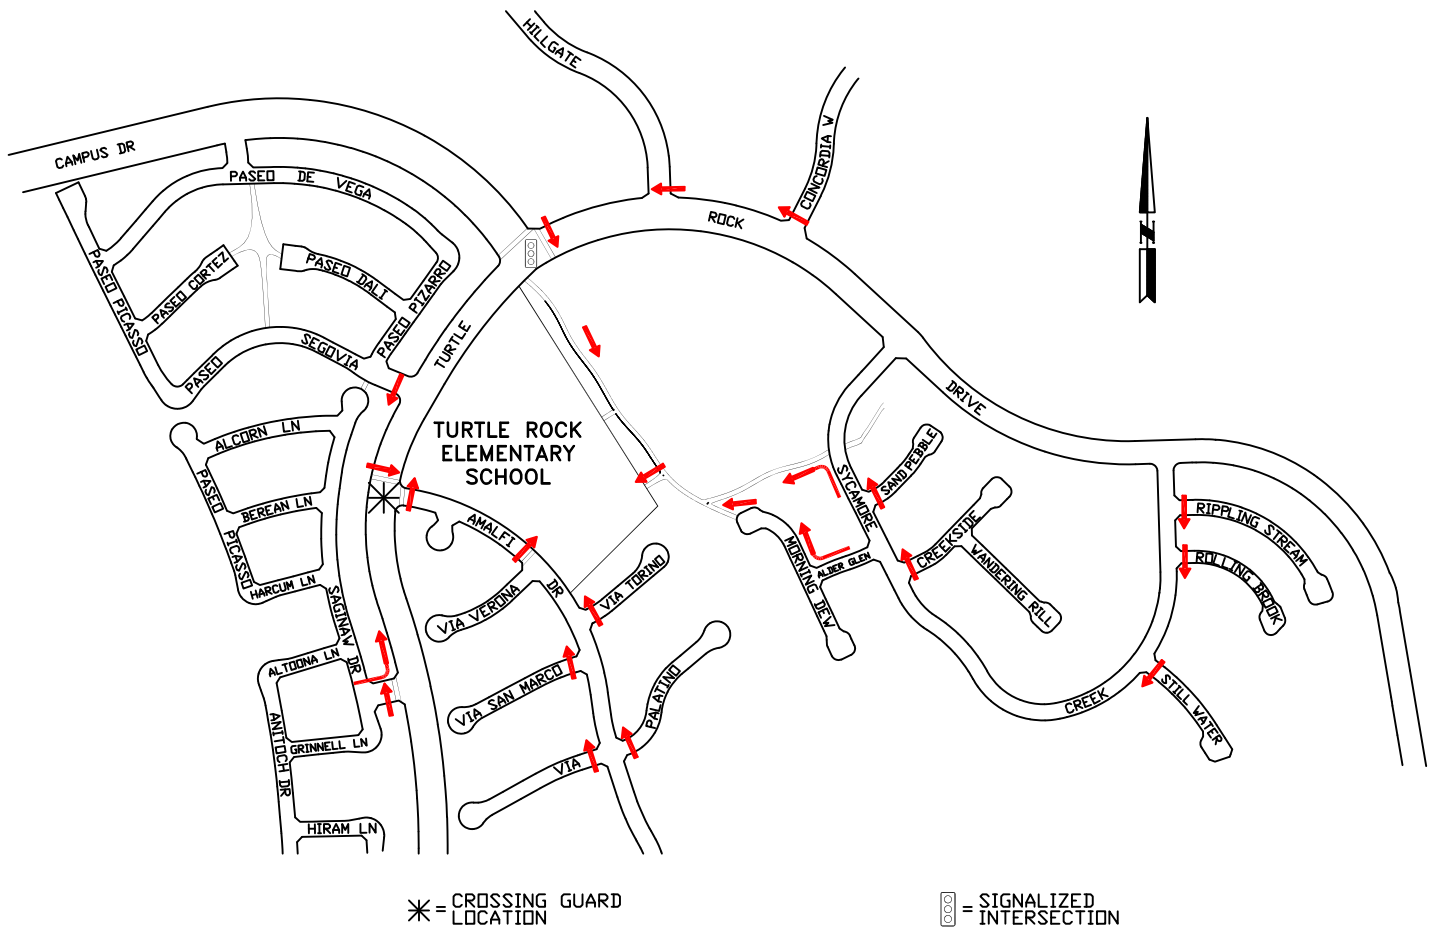 HILLGATE
CONCORDIA W
CAMPUS DR
PASEO DE VEGA
ROCK
PASEO PICASSO
PASEO CORTEZ
PASEO DALI
PASEO PIZARRO
N
TURTLE
SEGOVIA
PASEO
DRIVE
TURTLE ROCK
ELEMENTARY
SCHOOL
ALCORN LN
PASEO
PICASSO
BEREAN LN
HARCUM LN
SAGINAW DR
AMALFI
DR
SYCAMORE
SAND PEBBLE
CREEKSIDE
WANDERING RILL
RIPPLING STREAM
ROLLING BROOK
MORNING DEW
ALDER GLEN
VIA TORINO
VIA VERONA
ALTOONA LN
VIA SAN MARCO
PALATINO
CREEK
STILL WATER
ANITOCH DR
GRINNELL LN
VIA
HIRAM LN
= CROSSING GUARD
LOCATION
= SIGNALIZED
INTERSECTION